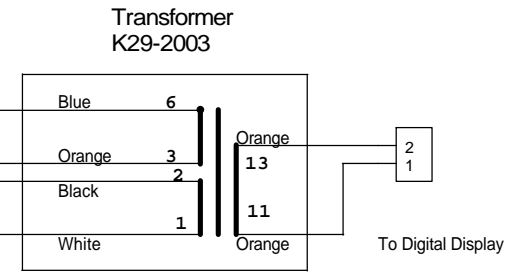 Transformer
K29-2003
Blue 6
Orange 3
2
Black
1
White
Orange
13
11
Orange
2
1
To Digital Display